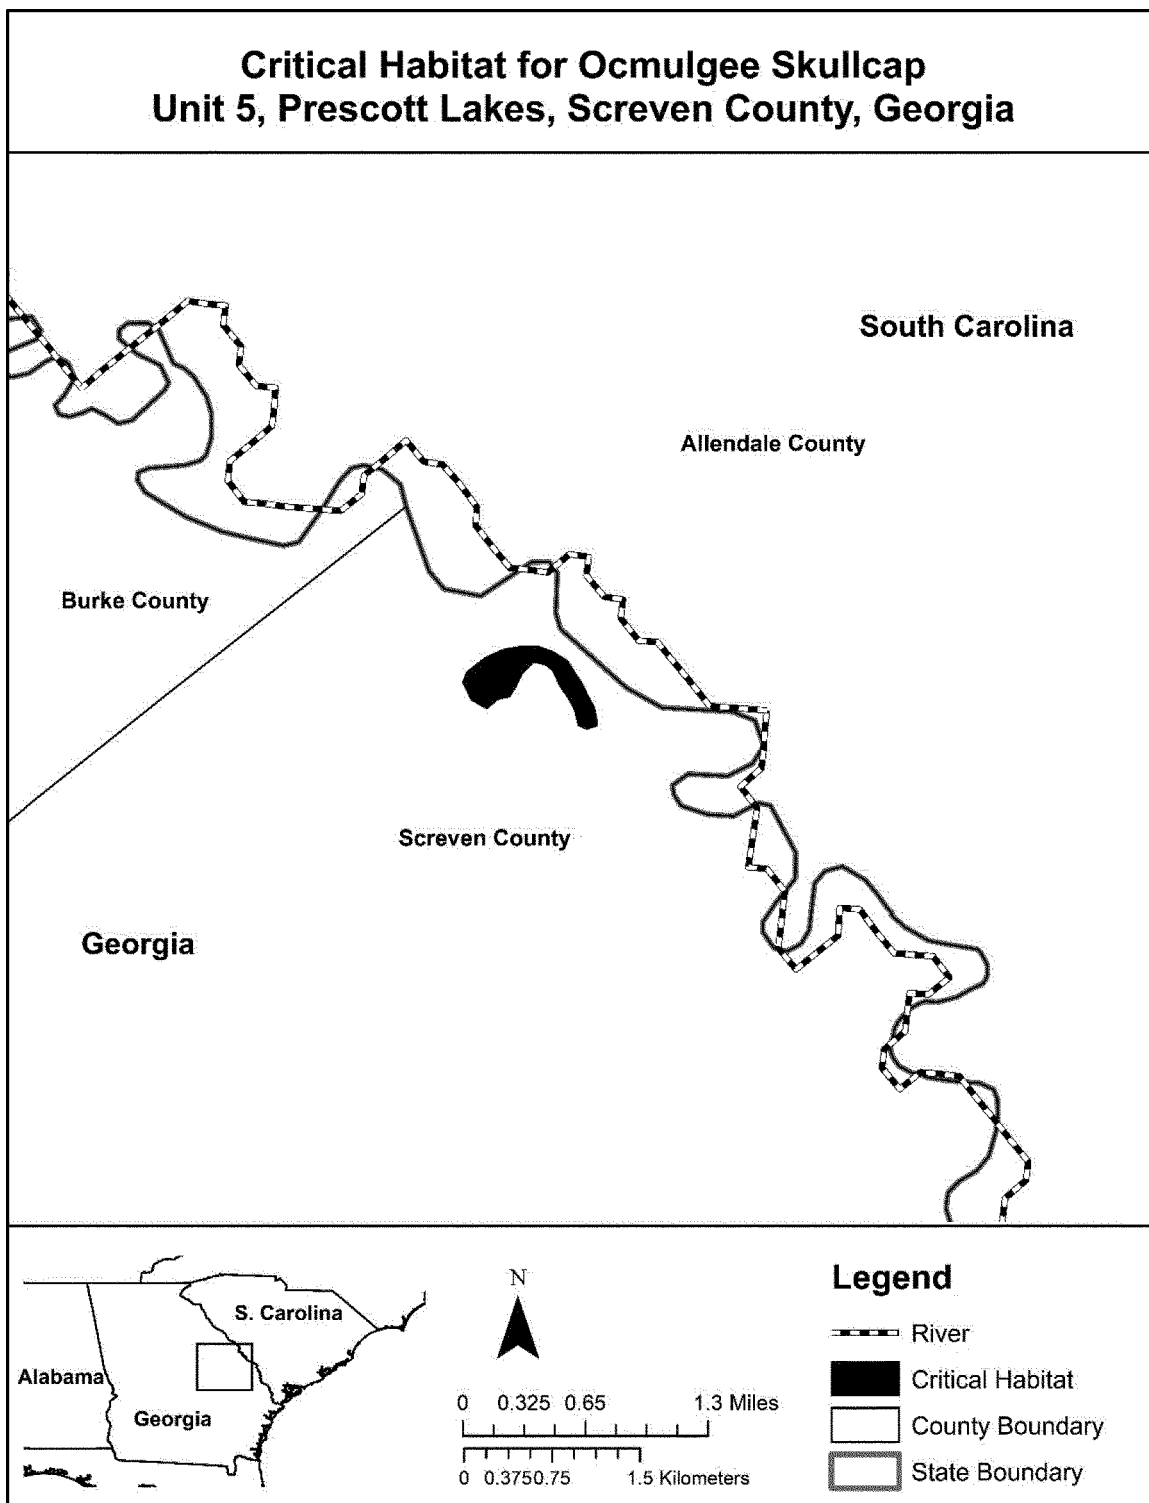 Critical Habitat for Ocmulgee Skullcap
Unit 5, Prescott Lakes, Screven County, Georgia
South Carolina
Allendale County
Burke County
Screven County
Georgia
S. Carolina
Alabama
Georgia
N
0 0.325 0.65 1.3 Miles
0 0.375 0.75 1.5 Kilometers
Legend
River
Critical Habitat
County Boundary
State Boundary